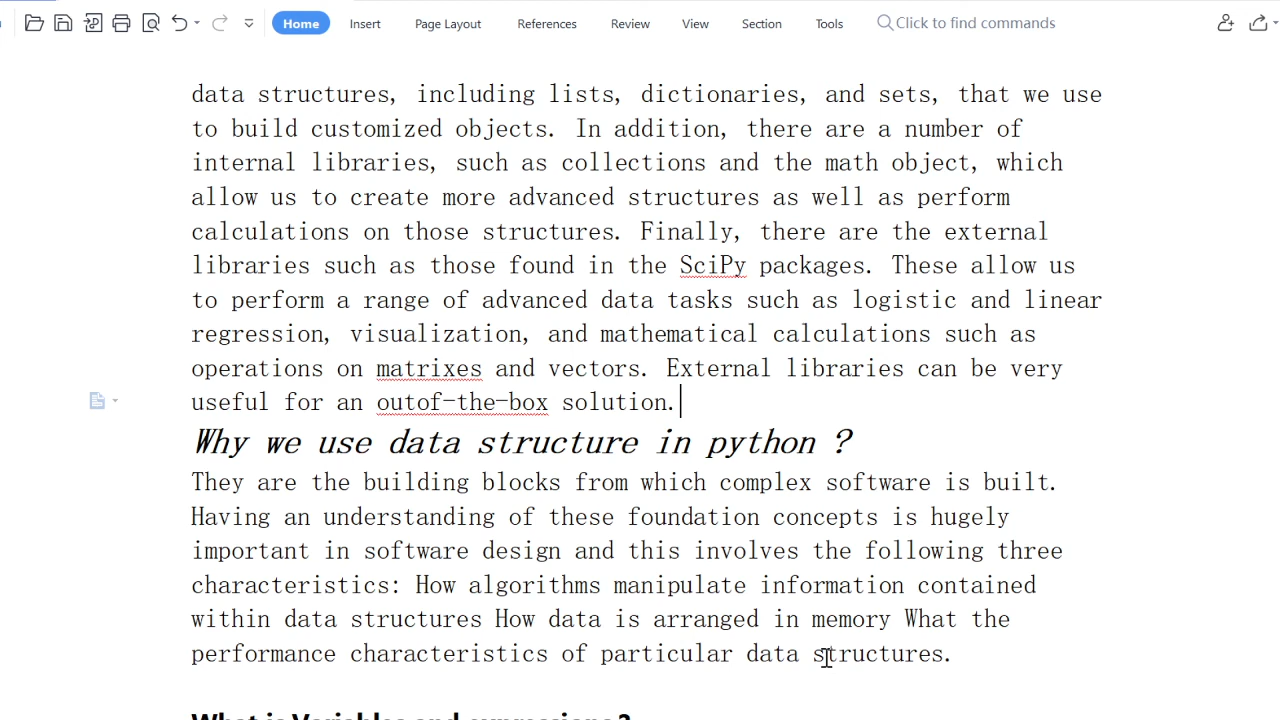 Home Insert Page Layout References Review View Section Tools Click to find commands
data structures, including lists, dictionaries, and sets, that we use
to build customized objects. In addition, there are a number of
internal libraries, such as collections and the math object, which
allow us to create more advanced structures as well as perform
calculations on those structures. Finally, there are the external
libraries such as those found in the SciPy packages. These allow us
to perform a range of advanced data tasks such as logistic and linear
regression, visualization, and mathematical calculations such as
operations on matrixes and vectors. External libraries can be very
useful for an outof-the-box solution.
Why we use data structure in python ?
They are the building blocks from which complex software is built.
Having an understanding of these foundation concepts is hugely
important in software design and this involves the following three
characteristics: How algorithms manipulate information contained
within data structures How data is arranged in memory What the
performance characteristics of particular data structures.
What is Variables and expressions ?